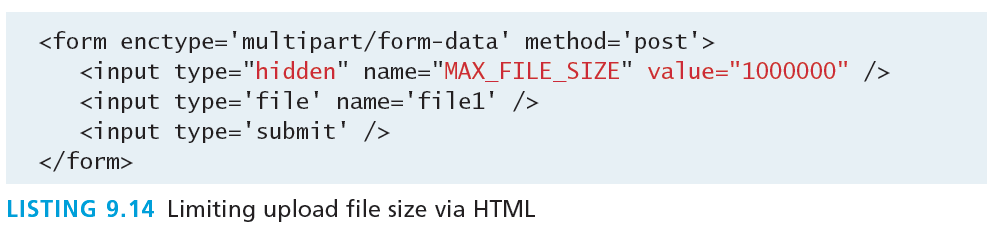 <form enctype='multipart/form-data' method='post'>
<input type="hidden" name="MAX_FILE_SIZE" value="1000000" />
<input type='file' name='file1' />
<input type='submit' />
</form>
LISTING 9.14 Limiting upload file size via HTML